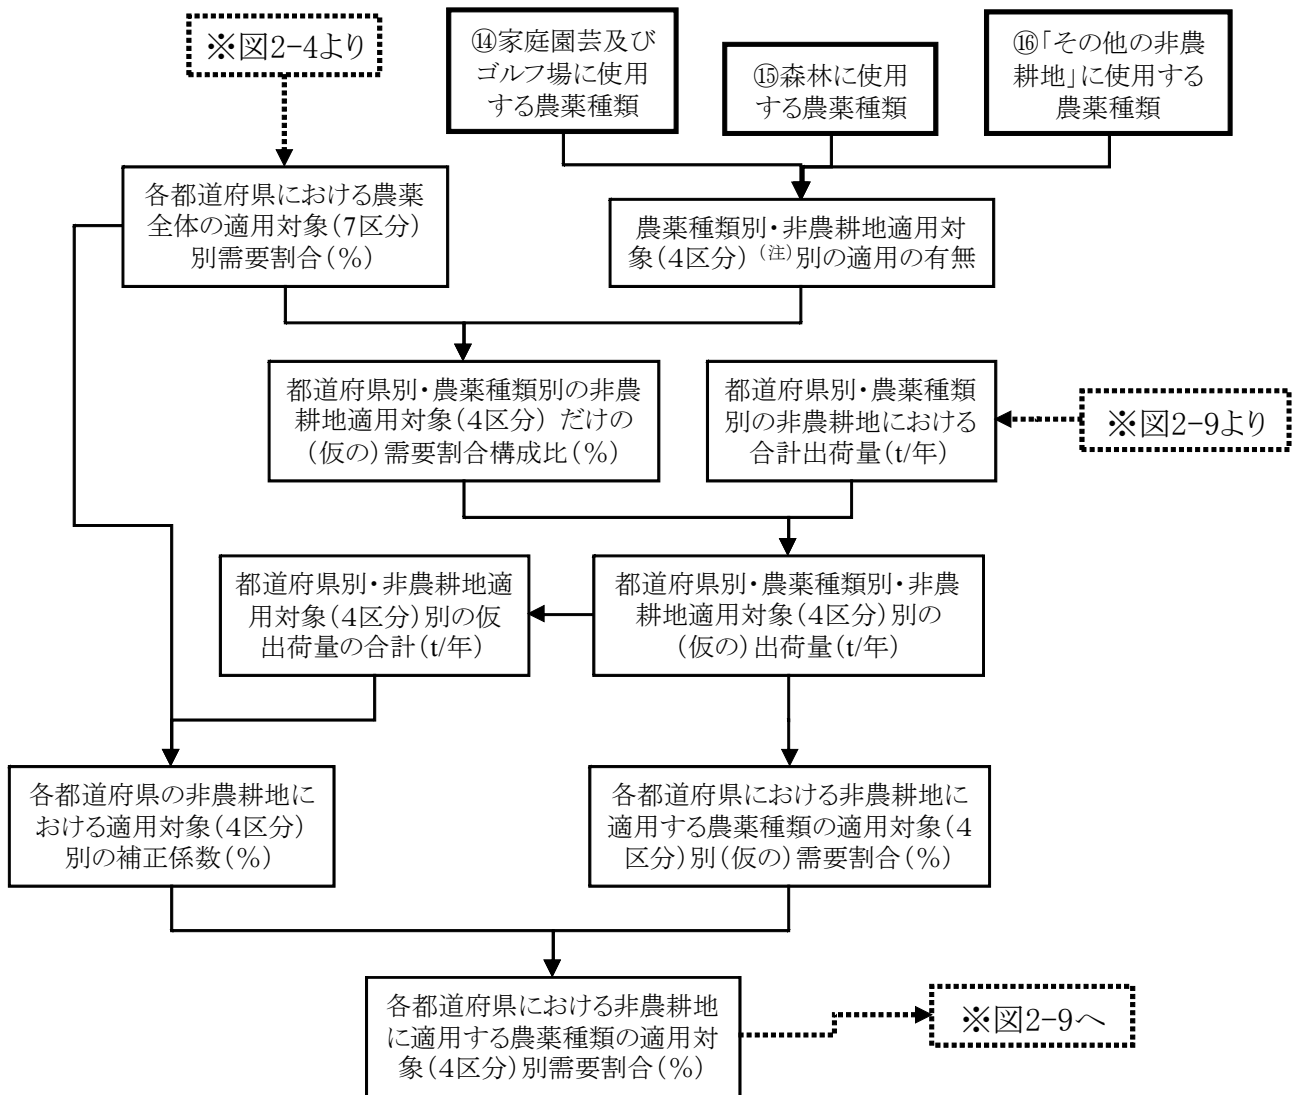 ※図2-4より
⑭家庭園芸及び
ゴルフ場に使用
する農薬種類
⑮森林に使用
する農薬種類
⑯「その他の非農
耕地」に使用する
農薬種類
各都道府県における農薬
全体の適用対象(7区分)
別需要割合(%)
農薬種類別・非農耕地適用対
象(4区分)(注)別の適用の有無
都道府県別・農薬種類別の非農
耕地適用対象(4区分) だけの
(仮の)需要割合構成比(%)
都道府県別・農薬種類
別の非農耕地における
合計出荷量(t/年)
※図2-9より
都道府県別・非農耕地適
用対象(4区分)別の仮
出荷量の合計(t/年)
都道府県別・農薬種類別・非農
耕地適用対象(4区分)別の
(仮の)出荷量(t/年)
各都道府県の非農耕地に
おける適用対象(4区分)
別の補正係数(%)
各都道府県における非農耕地に
適用する農薬種類の適用対象(4
区分)別(仮の)需要割合(%)
各都道府県における非農耕地
に適用する農薬種類の適用対
象(4区分)別需要割合(%)
※図2-9へ